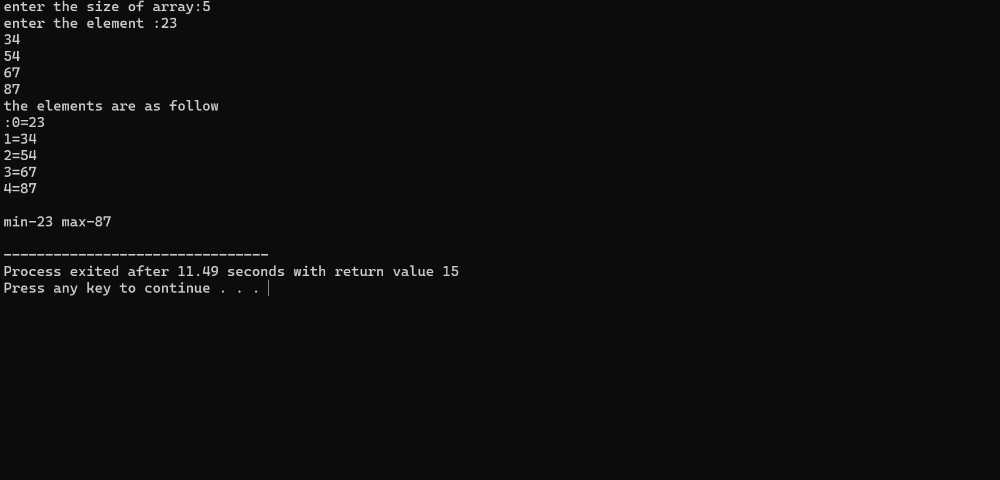 enter the size of array:5
enter the element :23
34
54
67
87
the elements are as follow
:0=23
1=34
2=54
3=67
4=87

min-23 max-87

--------------------------------
Process exited after 11.49 seconds with return value 15
Press any key to continue . . .